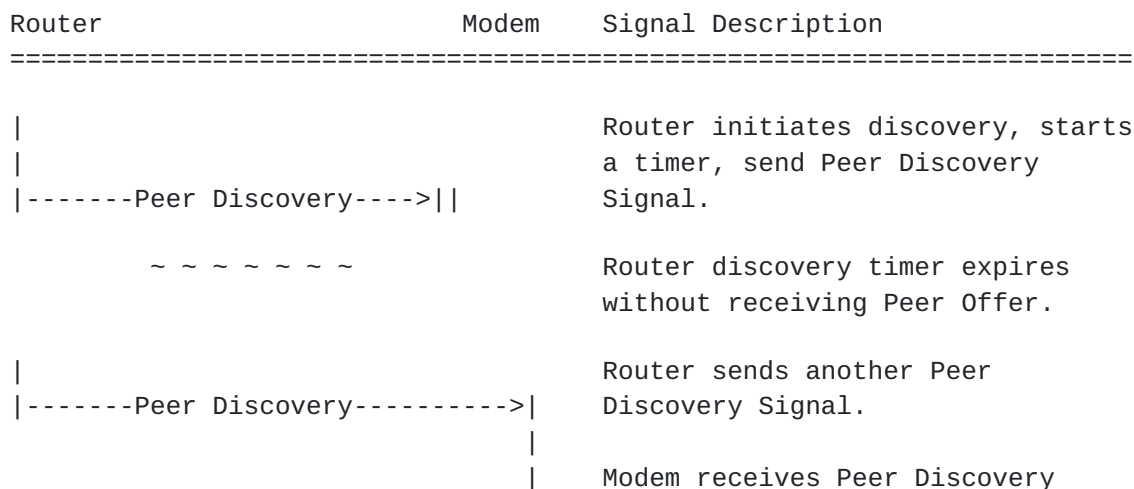 Router                       Modem    Signal Description
========================================================================

|                                     Router initiates discovery, starts
|                                     a timer, send Peer Discovery
|-------Peer Discovery---->||         Signal.

         ~ ~ ~ ~ ~ ~ ~                Router discovery timer expires
                                      without receiving Peer Offer.

|                                     Router sends another Peer
|-------Peer Discovery---------->|    Discovery Signal.
                                 |
                                 |    Modem receives Peer Discovery